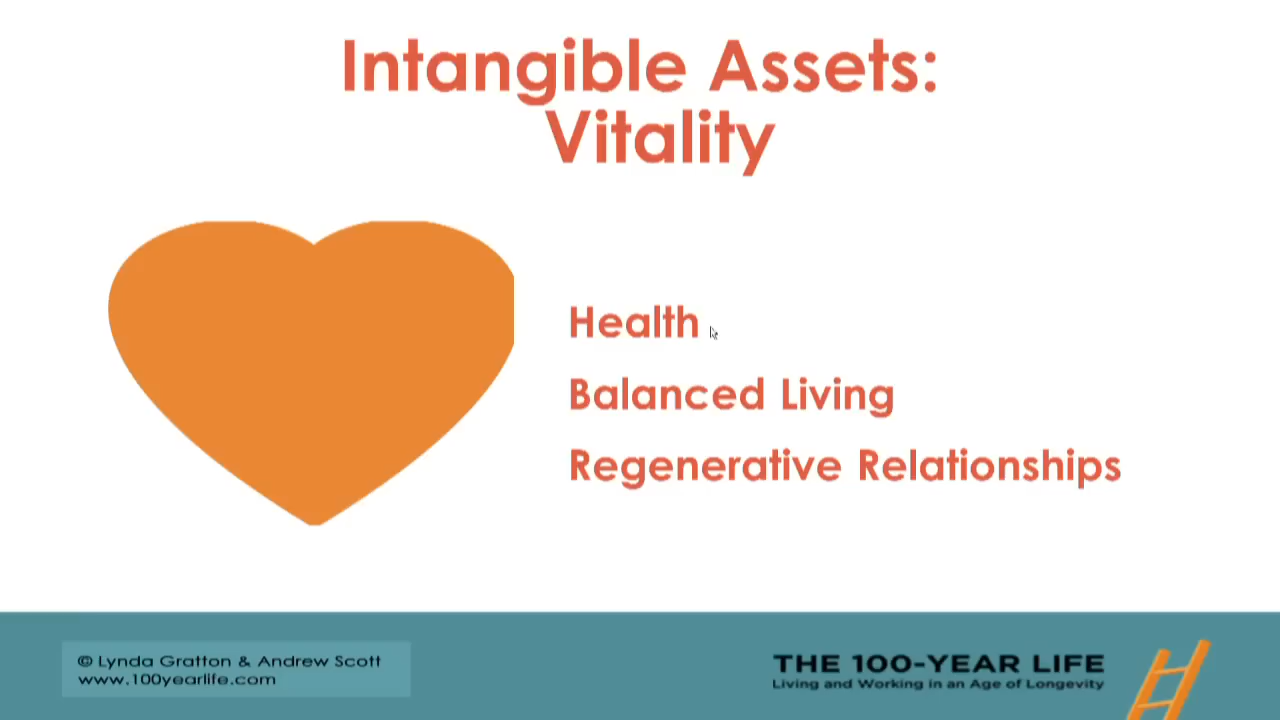 Intangible Assets:
Vitality
Health
Balanced Living
Regenerative Relationships
© Lynda Gratton & Andrew Scott
www.100yearlife.com
THE 100-YEAR LIFE
Living and Working in an Age of Longevity